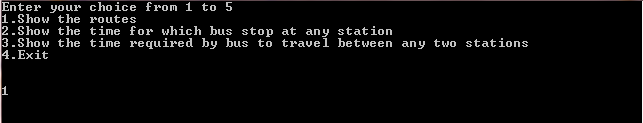 Enter your choice from 1 to 5
1.Show the routes
2.Show the time for which bus stop at any station
3.Show the time required by bus to travel between any two stations
4.Exit
1